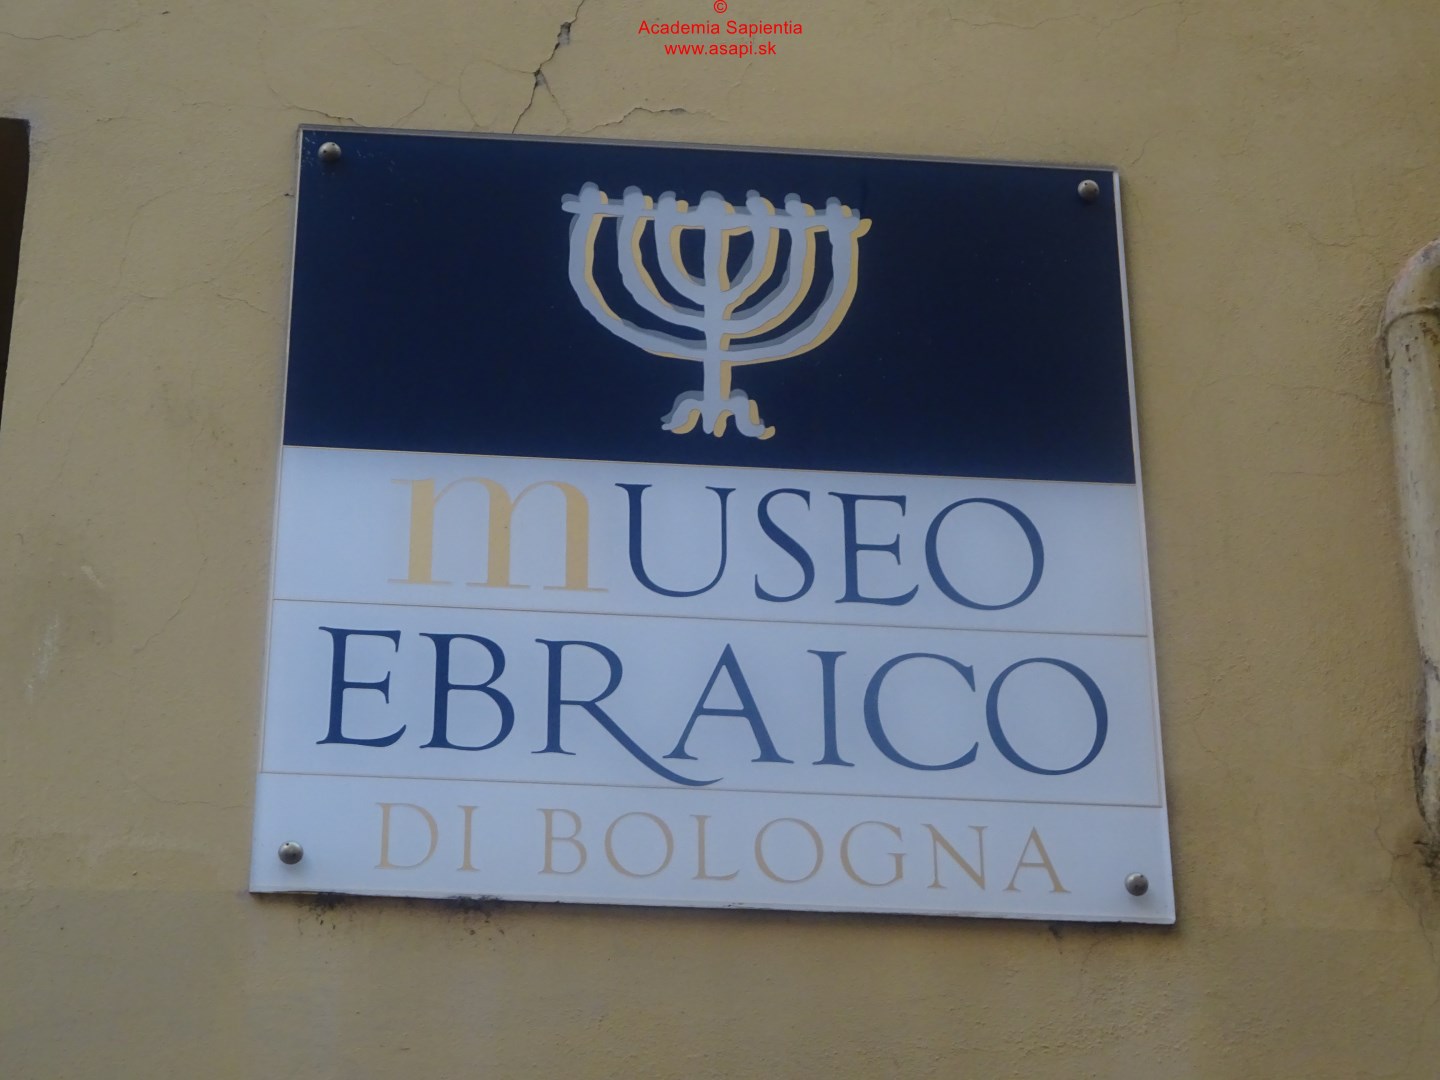 ©
Academia Sapientia
www.asapi.sk
mUSEO
EBRAICO
DI BOLOGNA